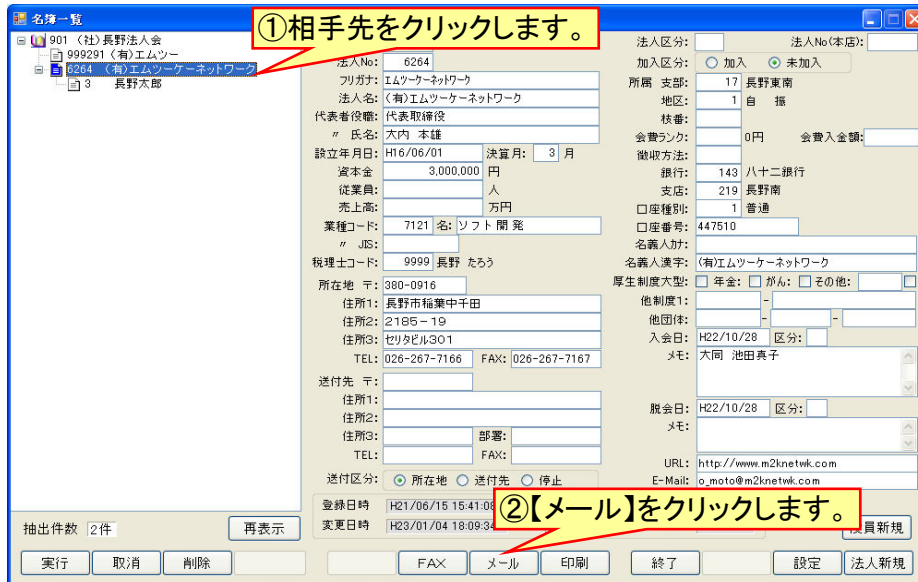 名簿一覧
①相手先をクリックします。
901 (社)長野法人会
999291 (有)エムツー
6264 (有)エムツーケーネットワーク
3 長野太郎
法人No: 6264
フリガナ: エムツーケーネットワーク
法人名: (有)エムツーケーネットワーク
代表者役職: 代表取締役
〃 氏名: 大内 本雄
設立年月日: H16/06/01 決算月: 3 月
資本金 3,000,000 円
従業員: 人
売上高: 万円
業種コード: 7121 名: ソフト開発
〃 JIS:
税理士コード: 9999 長野 たろう
所在地 〒: 380-0916
住所1: 長野市稲葉中千田
住所2: 2185-19
住所3: セリタビル301
TEL: 026-267-7166 FAX: 026-267-7167
送付先 〒:
住所1:
住所2:
住所3: 部署:
TEL: FAX:
送付区分: 所在地 送付先 停止
登録日時 H21/06/15 15:41:08
変更日時 H23/01/04 18:09:34
法人区分: 法人No(本店):
加入区分: 加入 未加入
所属 支部: 17 長野東南
地区: 1 自 振
枝番:
会費ランク: 0円 会費入金額:
徴収方法:
銀行: 143 八十二銀行
支店: 219 長野南
口座種別: 1 普通
口座番号: 447510
名義人カナ:
名義人漢字: (有)エムツーケーネットワーク
厚生制度大型: 年金: がん: その他:
他制度1: -
他団体: - -
入会日: H22/10/28 区分:
メモ: 大同 池田真子
脱会日: H22/10/28 区分:
メモ:
URL: http://www.m2knetwk.com
E-Mail: o_moto@m2knetwk.com
②【メール】をクリックします。
抽出件数 2件 再表示 員新規
実行 取消 削除 FAX メール 印刷 終了 設定 法人新規